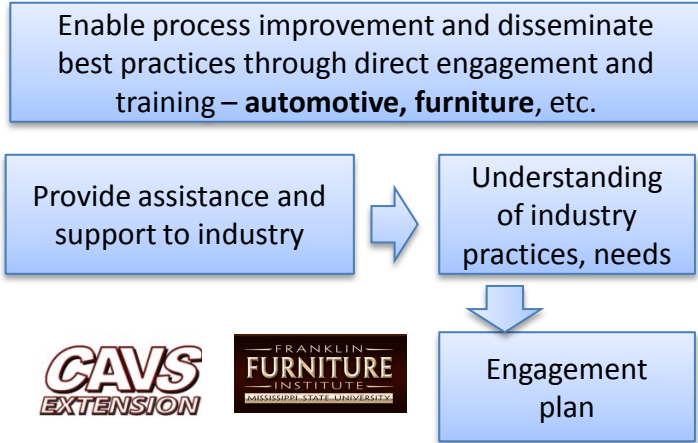 Enable process improvement and disseminate
best practices through direct engagement and
training – automotive, furniture, etc.
Provide assistance and
support to industry
Understanding
of industry
practices, needs
CAVS
EXTENSION
FRANKLIN
FURNITURE
INSTITUTE
MISSISSIPPI STATE UNIVERSITY
Engagement
plan